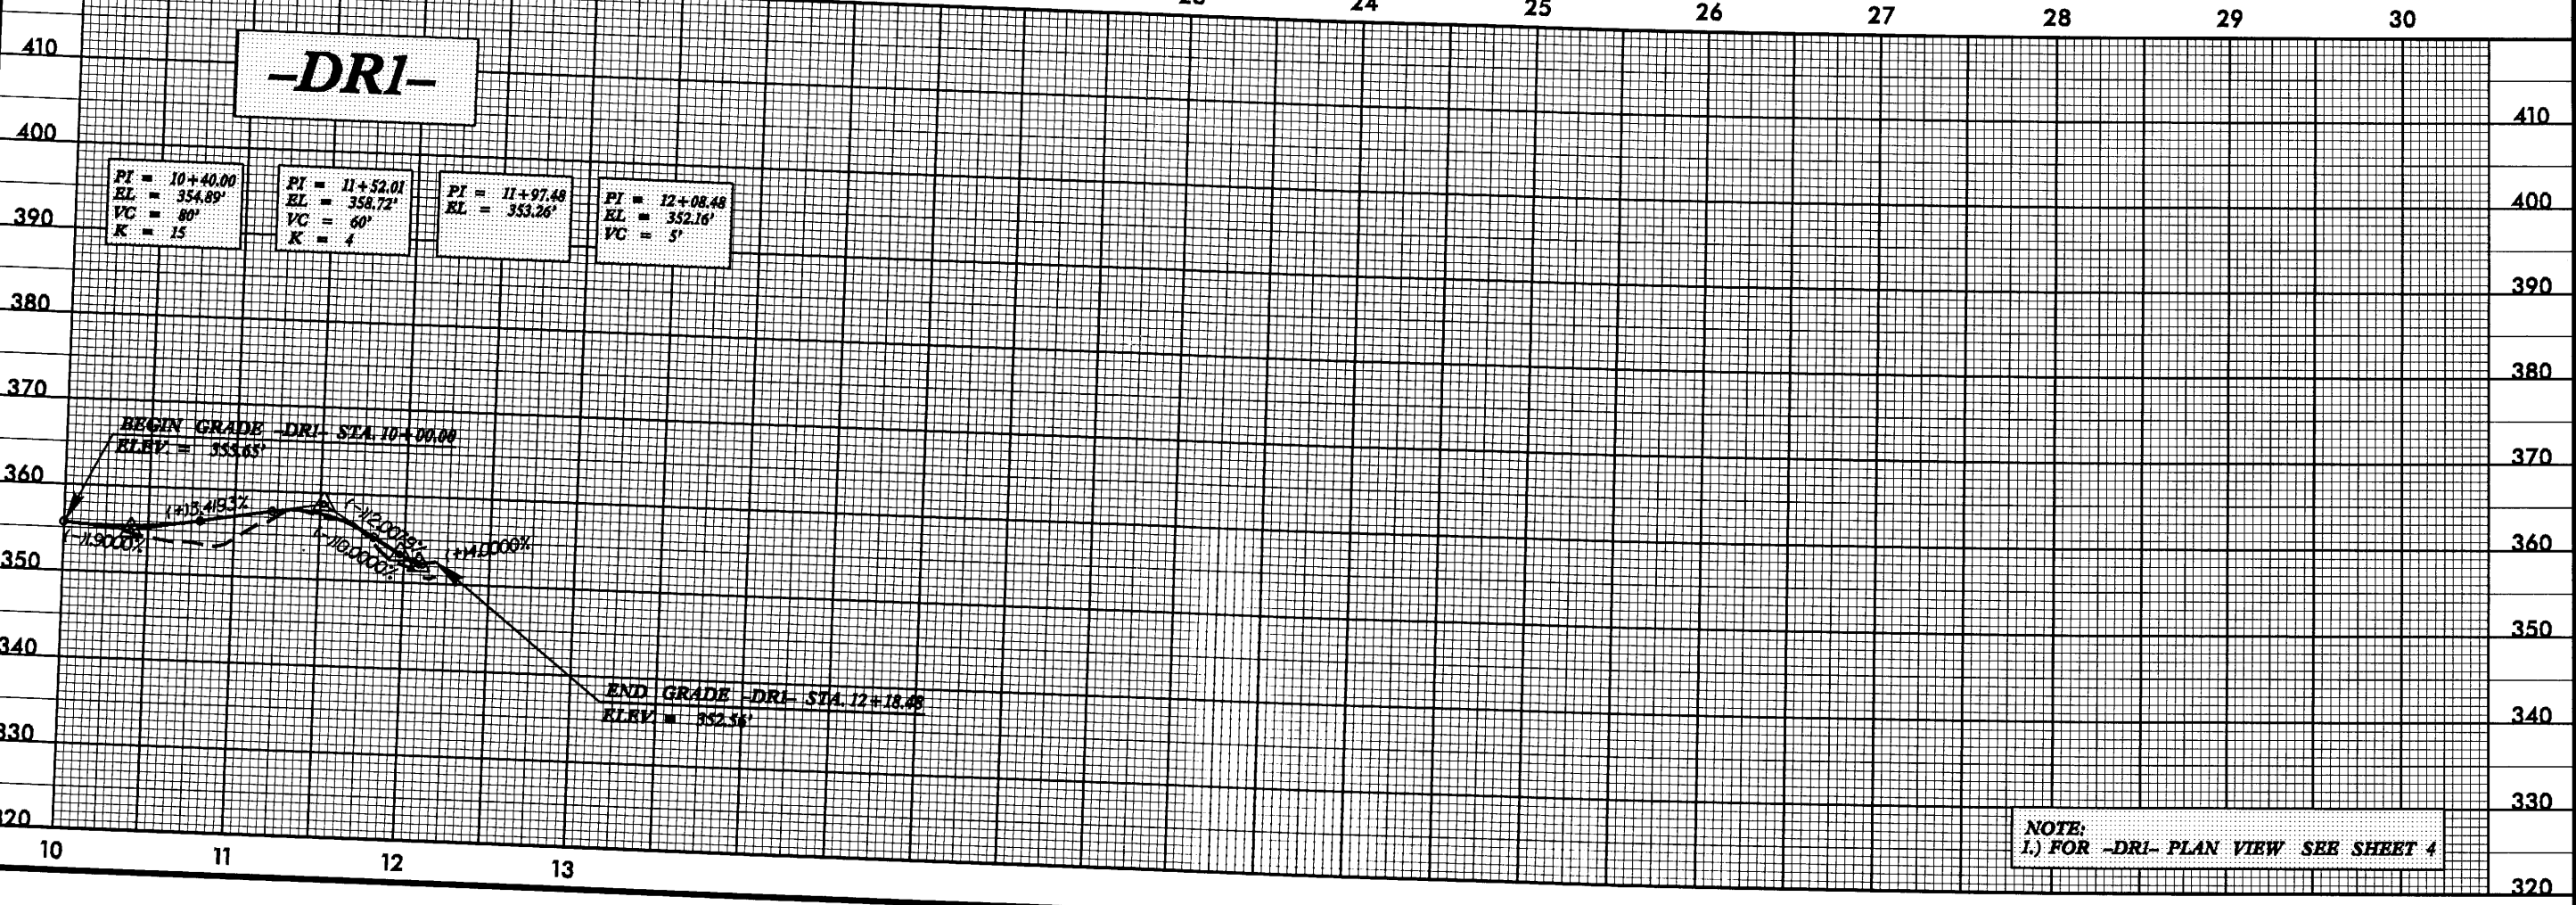 23 24 25 26 27 28 29 30
410
-DR1-
410
400
PI = 10+40.00
EL = 354.89'
VC = 80'
K = 15
PI = 11+52.01
EL = 358.72'
VC = 60'
K = 4
PI = 11+97.48
EL = 353.26'
PI = 12+08.48
EL = 352.16'
VC = 5'
400
390
390
380
380
370
370
BEGIN GRADE -DR1- STA. 10+00.00
ELEV. = 355.65'
360
(-)1.9000%
(+)3.4193%
(-)12.0029%
(-)10.0000%
(+)4.0000%
360
350
350
340
END GRADE -DR1- STA. 12+18.48
ELEV. = 352.56'
340
330
330
NOTE:
1.) FOR -DR1- PLAN VIEW SEE SHEET 4
320
320
10 11 12 13